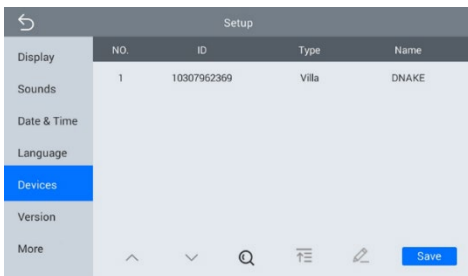 Setup
Display
Sounds
Date & Time
Language
Devices
Version
More
NO. ID Type Name
1 10307962369 Villa DNAKE
Save